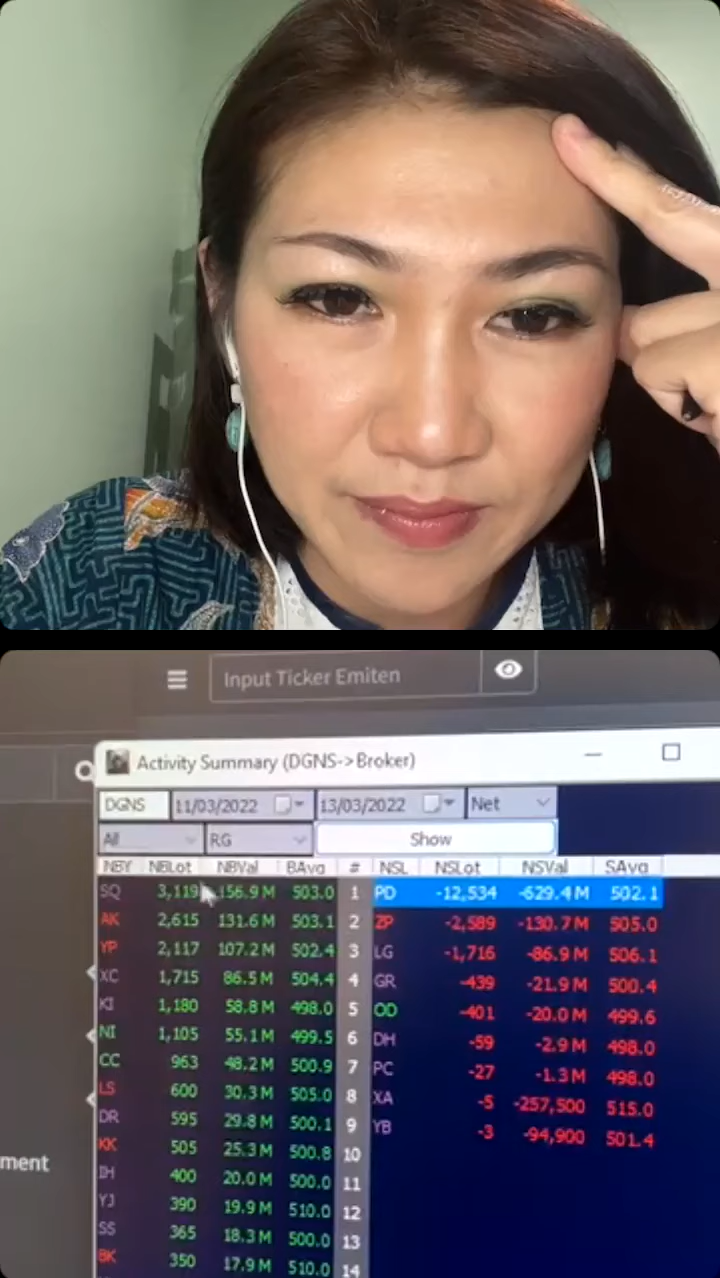 Input Ticker Emiten
Activity Summary (DGNS->Broker)
DGNS 11/03/2022 13/03/2022 Net
All RG Show
NBY NBLot NBVal BAvg # NSL NSLot NSVal SAvg
SQ 3,119 156.9 M 503.0 1 PD -12,534 -629.4 M 502.1
AK 2,615 131.6 M 503.1 2 ZP -2,589 -130.7 M 505.0
YP 2,117 107.2 M 502.4 3 LG -1,716 -86.9 M 506.1
XC 1,715 86.5 M 504.4 4 GR -439 -21.9 M 500.4
KI 1,180 58.8 M 498.0 5 OD -401 -20.0 M 499.6
NI 1,105 55.1 M 499.5 6 DH -59 -2.9 M 498.0
CC 963 48.2 M 500.9 7 PC -27 -1.3 M 498.0
LS 600 30.3 M 505.0 8 XA -5 -257,500 515.0
DR 595 29.8 M 500.1 9 YB -3 -94,900 501.4
KK 505 25.3 M 500.8 10
IH 400 20.0 M 500.0 11
YJ 390 19.9 M 510.0 12
SS 365 18.3 M 500.0 13
BK 350 17.9 M 510.0 14
ment